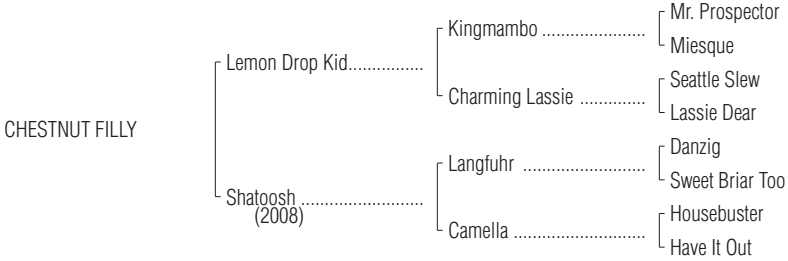 Mr. Prospector
Kingmambo ......................
Miesque
Lemon Drop Kid................
Seattle Slew
Charming Lassie ..............
Lassie Dear
CHESTNUT FILLY
Danzig
Langfuhr ..........................
Sweet Briar Too
Shatoosh ..........................
(2008)
Housebuster
Camella ............................
Have It Out